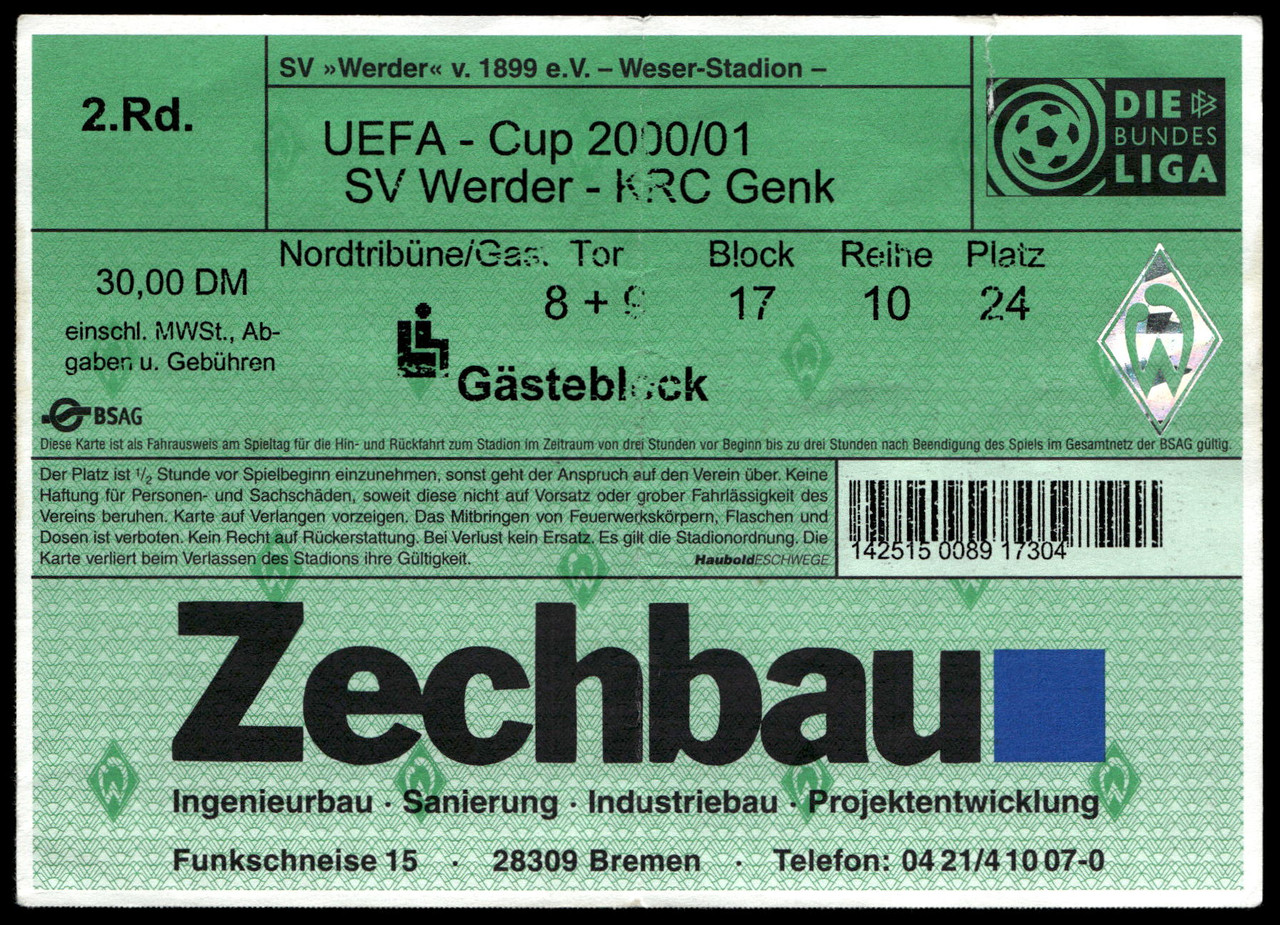 SV »Werder« v. 1899 e.V. – Weser-Stadion –
2.Rd.
UEFA - Cup 2000/01
SV Werder - KRC Genk
DIE DFB
BUNDES
LIGA
Nordtribüne/Gas. Tor Block Reihe Platz
30,00 DM
8 + 9 17 10 24
einschl. MWSt., Ab-
gaben u. Gebühren
Gästeblock
BSAG
Diese Karte ist als Fahrausweis am Spieltag für die Hin- und Rückfahrt zum Stadion im Zeitraum von drei Stunden vor Beginn bis zu drei Stunden nach Beendigung des Spiels im Gesamtnetz der BSAG gültig.
Der Platz ist 1/2 Stunde vor Spielbeginn einzunehmen, sonst geht der Anspruch auf den Verein über. Keine
Haftung für Personen- und Sachschäden, soweit diese nicht auf Vorsatz oder grober Fahrlässigkeit des
Vereins beruhen. Karte auf Verlangen vorzeigen. Das Mitbringen von Feuerwerkskörpern, Flaschen und
Dosen ist verboten. Kein Recht auf Rückerstattung. Bei Verlust kein Ersatz. Es gilt die Stadionordnung. Die
Karte verliert beim Verlassen des Stadions ihre Gültigkeit.
HauboldESCHWEGE
142515 0089 17304
Zechbau
Ingenieurbau · Sanierung · Industriebau · Projektentwicklung
Funkschneise 15 · 28309 Bremen · Telefon: 04 21/4 10 07-0